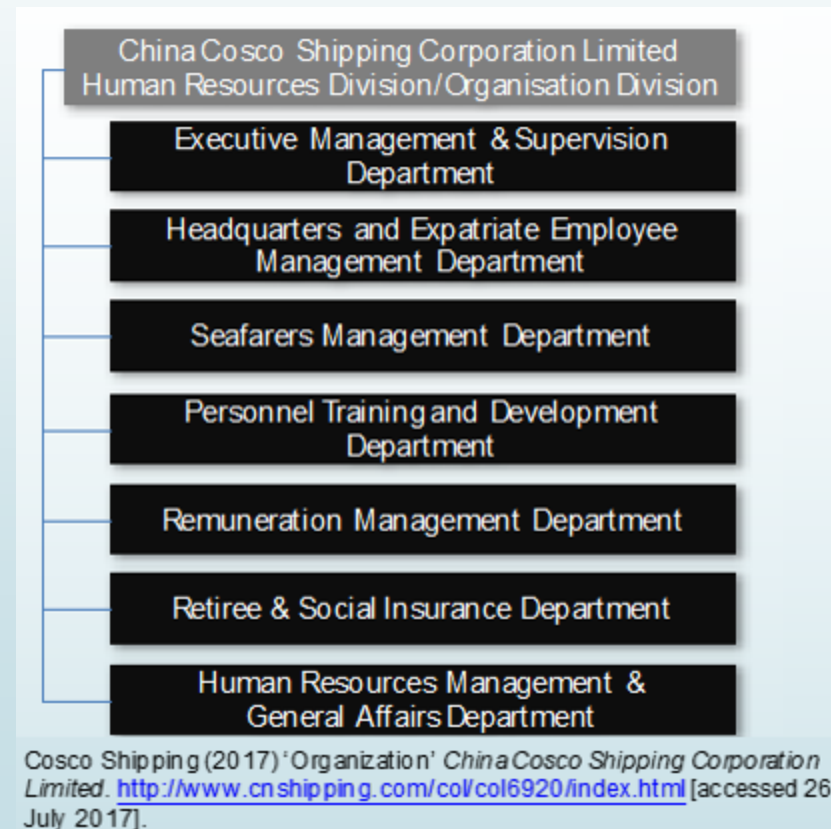 China Cosco Shipping Corporation Limited
Human Resources Division/Organisation Division
Executive Management & Supervision
Department
Headquarters and Expatriate Employee
Management Department
Seafarers Management Department
Personnel Training and Development
Department
Remuneration Management Department
Retiree & Social Insurance Department
Human Resources Management &
General Affairs Department
Cosco Shipping (2017) ‘Organization’ China Cosco Shipping Corporation
Limited. http://www.cnshipping.com/col/col6920/index.html [accessed 26
July 2017].